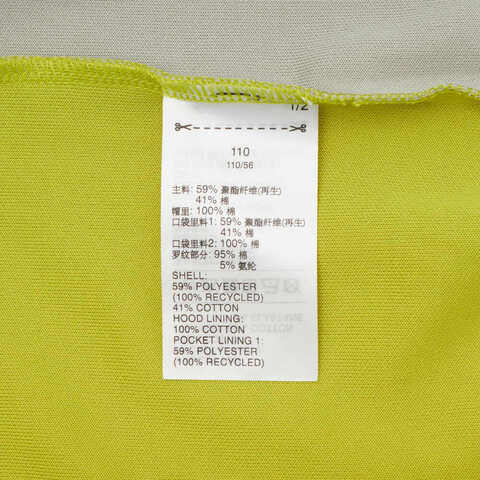 1/2
110
110/56
主料: 59% 聚酯纤维(再生)
41% 棉
帽里: 100% 棉
口袋里料1: 59% 聚酯纤维(再生)
41% 棉
口袋里料2: 100% 棉
罗纹部分: 95% 棉
5% 氨纶
SHELL:
59% POLYESTER
(100% RECYCLED)
41% COTTON
HOOD LINING:
100% COTTON
POCKET LINING 1:
59% POLYESTER
(100% RECYCLED)